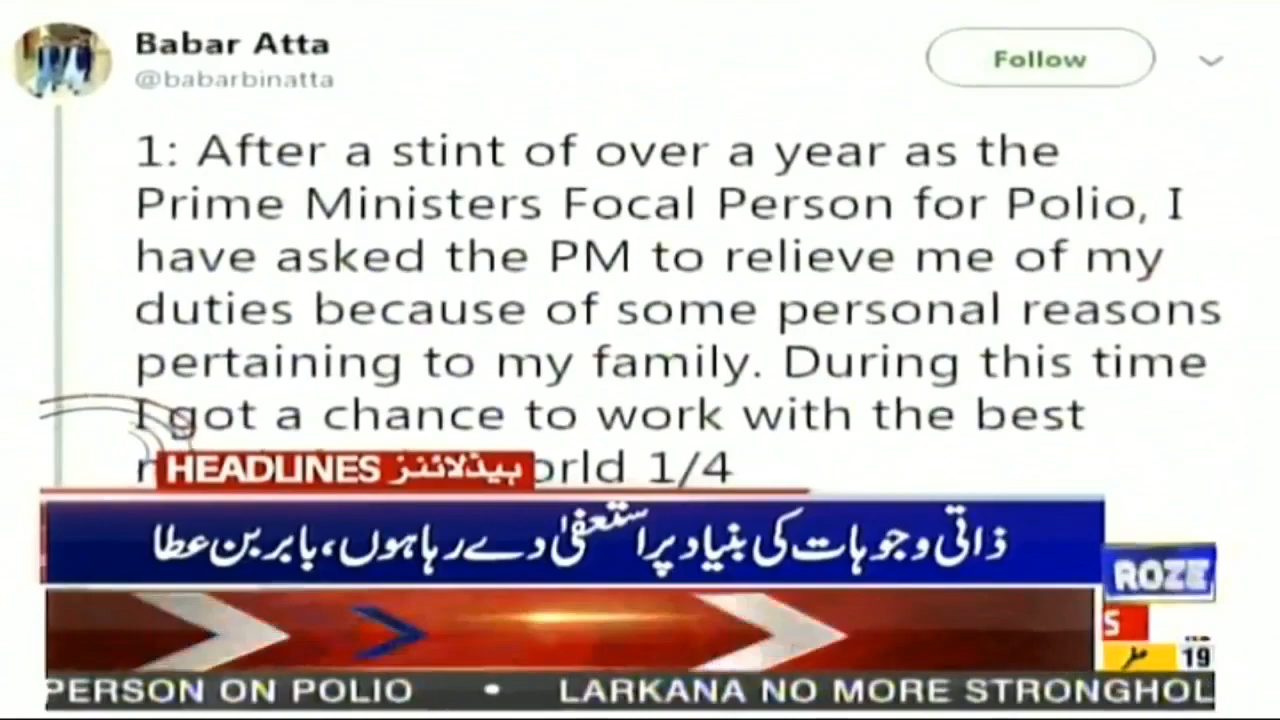 Babar Atta
@babarbinatta
Follow
1: After a stint of over a year as the
Prime Ministers Focal Person for Polio, I
have asked the PM to relieve me of my
duties because of some personal reasons
pertaining to my family. During this time
I got a chance to work with the best
1/4
HEADLINES ہیڈلائنز
ذاتی وجوہات کی بنیاد پر استعفیٰ دے رہا ہوں، بابر بن عطا
ROZE
S
19
PERSON ON POLIO • LARKANA NO MORE STRONGHOL